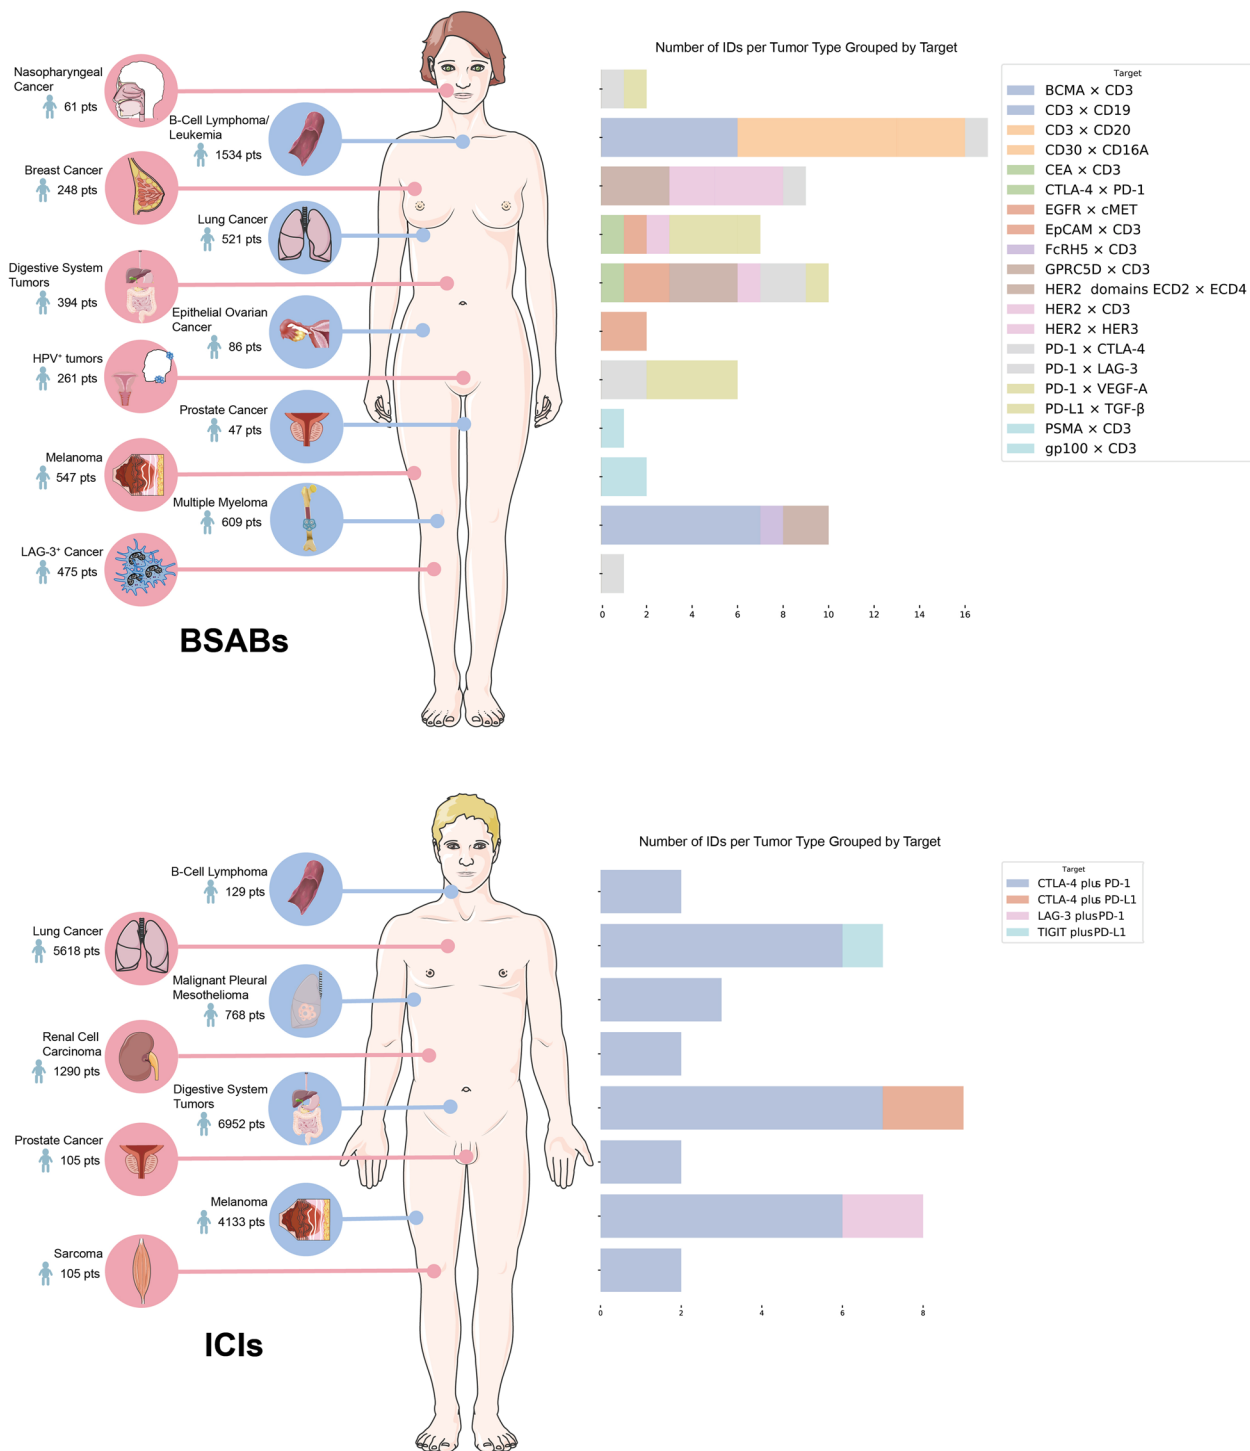 Nasopharyngeal
Cancer
61 pts
B-Cell Lymphoma/
Leukemia
1534 pts
Breast Cancer
248 pts
Lung Cancer
521 pts
Digestive System
Tumors
394 pts
Epithelial Ovarian
Cancer
86 pts
HPV⁺ tumors
261 pts
Prostate Cancer
47 pts
Melanoma
547 pts
Multiple Myeloma
609 pts
LAG-3⁺ Cancer
475 pts
BSABs
Number of IDs per Tumor Type Grouped by Target
0 2 4 6 8 10 12 14 16
Target
BCMA × CD3
CD3 × CD19
CD3 × CD20
CD30 × CD16A
CEA × CD3
CTLA-4 × PD-1
EGFR × cMET
EpCAM × CD3
FcRH5 × CD3
GPRC5D × CD3
HER2 domains ECD2 × ECD4
HER2 × CD3
HER2 × HER3
PD-1 × CTLA-4
PD-1 × LAG-3
PD-1 × VEGF-A
PD-L1 × TGF-β
PSMA × CD3
gp100 × CD3
B-Cell Lymphoma
129 pts
Lung Cancer
5618 pts
Malignant Pleural
Mesothelioma
768 pts
Renal Cell
Carcinoma
1290 pts
Digestive System
Tumors
6952 pts
Prostate Cancer
105 pts
Melanoma
4133 pts
Sarcoma
105 pts
ICIs
Number of IDs per Tumor Type Grouped by Target
0 2 4 6 8
Target
CTLA-4 plus PD-1
CTLA-4 plus PD-L1
LAG-3 plusPD-1
TIGIT plusPD-L1